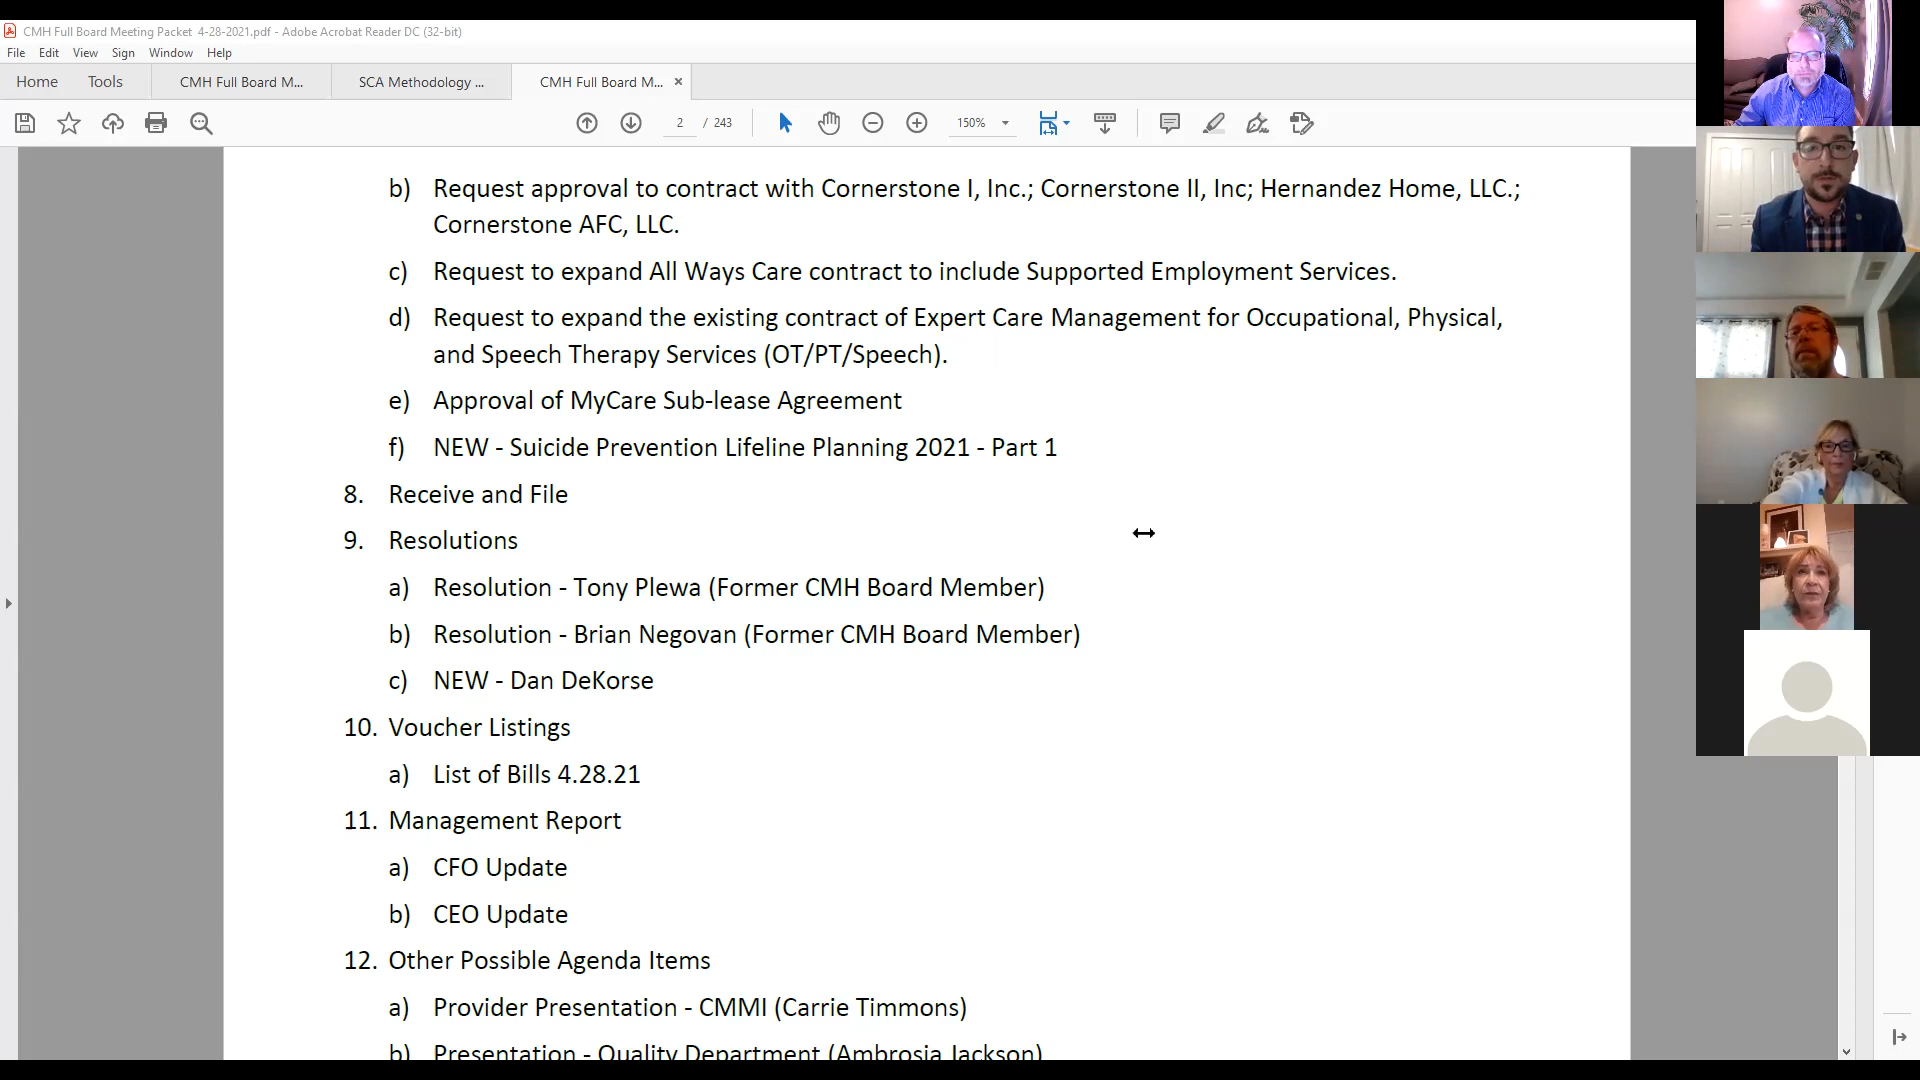 CMH Full Board Meeting Packet 4-28-2021.pdf - Adobe Acrobat Reader DC (32-bit)
File Edit View Sign Window Help
Home Tools CMH Full Board M... SCA Methodology ... CMH Full Board M... ×
2 / 243 150%
b) Request approval to contract with Cornerstone I, Inc.; Cornerstone II, Inc; Hernandez Home, LLC.;
Cornerstone AFC, LLC.
c) Request to expand All Ways Care contract to include Supported Employment Services.
d) Request to expand the existing contract of Expert Care Management for Occupational, Physical,
and Speech Therapy Services (OT/PT/Speech).
e) Approval of MyCare Sub-lease Agreement
f) NEW - Suicide Prevention Lifeline Planning 2021 - Part 1
8. Receive and File
9. Resolutions
a) Resolution - Tony Plewa (Former CMH Board Member)
b) Resolution - Brian Negovan (Former CMH Board Member)
c) NEW - Dan DeKorse
10. Voucher Listings
a) List of Bills 4.28.21
11. Management Report
a) CFO Update
b) CEO Update
12. Other Possible Agenda Items
a) Provider Presentation - CMMI (Carrie Timmons)
b) Presentation - Quality Department (Ambrosia Jackson)